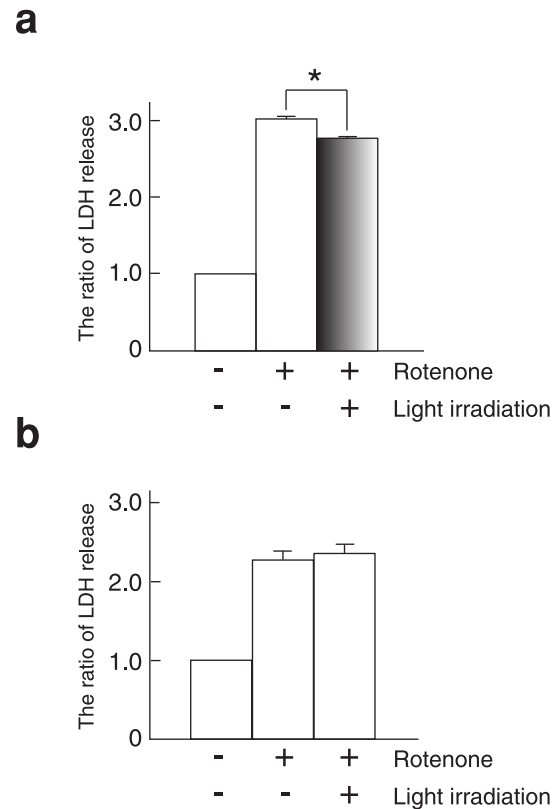 a
*
The ratio of LDH release
3.0
2.0
1.0
0
- + + Rotenone
- - + Light irradiation
b
The ratio of LDH release
3.0
2.0
1.0
0
- + + Rotenone
- - + Light irradiation